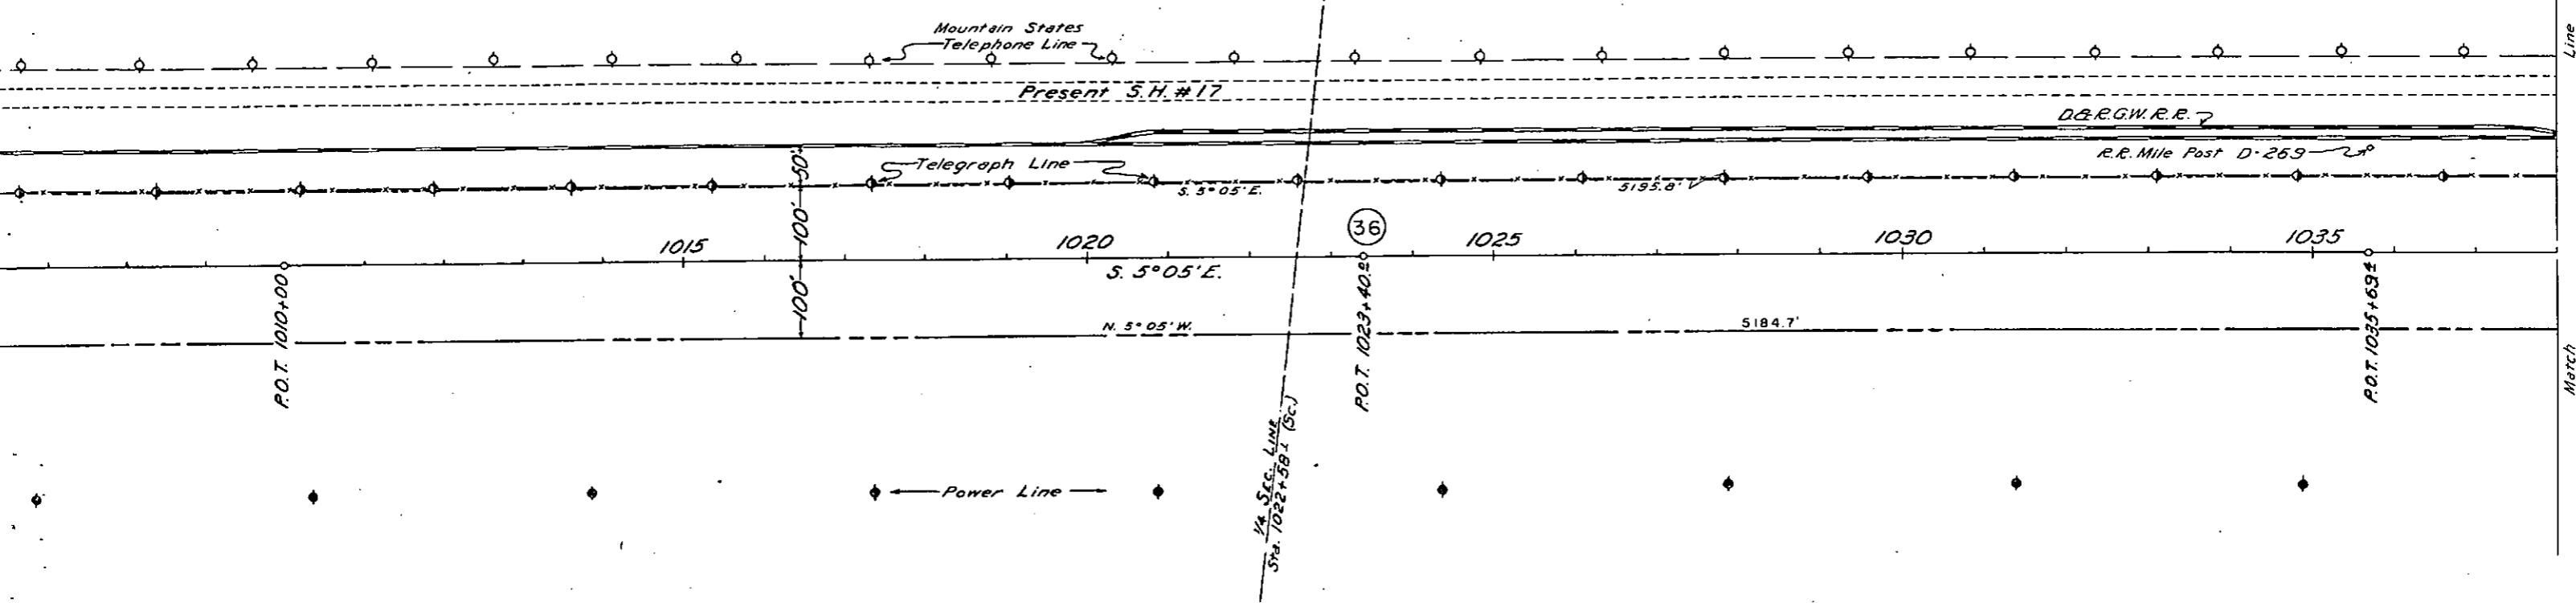 Mountain States
Telephone Line
Line
Present S.H. #17
D.&R.G.W. R.R.
R.R. Mile Post D-269
50'
Telegraph Line
S. 5°05'E.
5195.8'
100'
1015
1020
36
1025
1030
1035
S. 5°05'E.
100'
P.O.T. 1010+00
N. 5°05'W.
P.O.T. 1023+40.2
5184.7'
P.O.T. 1035+69±
Match
1/4 SEC. LINE
Sta. 1022+58± (Sc.)
Power Line